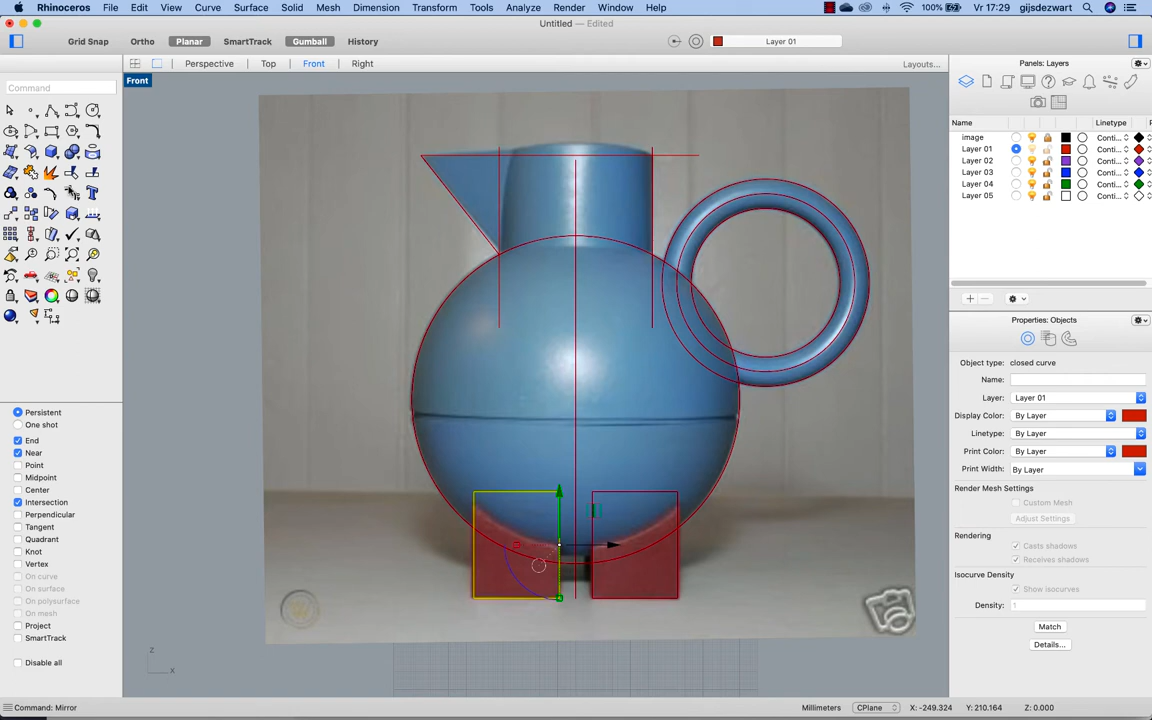 Rhinoceros File Edit View Curve Surface Solid Mesh Dimension Transform Tools Analyze Render Window Help 100% Vr 17:29 gijsdezwart
Untitled — Edited
Grid Snap Ortho Planar SmartTrack Gumball History Layer 01
Perspective Top Front Right Layouts...
Front
Command
Persistent
One shot
End
Near
Point
Midpoint
Center
Intersection
Perpendicular
Tangent
Quadrant
Knot
Vertex
On curve
On surface
On polysurface
On mesh
Project
SmartTrack
Disable all
z
x
Panels: Layers
Name Linetype P
image Conti...
Layer 01 Conti...
Layer 02 Conti...
Layer 03 Conti...
Layer 04 Conti...
Layer 05 Conti...
Properties: Objects
Object type: closed curve
Name:
Layer: Layer 01
Display Color: By Layer
Linetype: By Layer
Print Color: By Layer
Print Width: By Layer
Render Mesh Settings
Custom Mesh
Adjust Settings
Rendering
Casts shadows
Receives shadows
Isocurve Density
Show isocurves
Density: 1
Match
Details...
Command: Mirror Millimeters CPlane X: -249.324 Y: 210.164 Z: 0.000